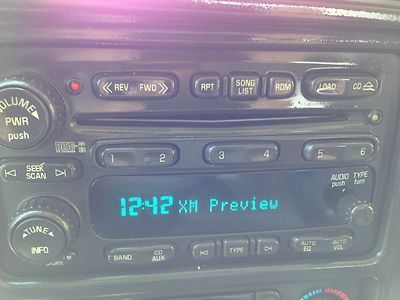 REV FWD RPT SONG LIST RDM LOAD CD
VOLUME
PWR
push
DISC
1 2 3 4 5 6
SEEK
SCAN
AUDIO push TYPE turn
12:42 XM Preview
TUNE
INFO
BAND CD AUX TYPE AUTO EQ AUTO VOL